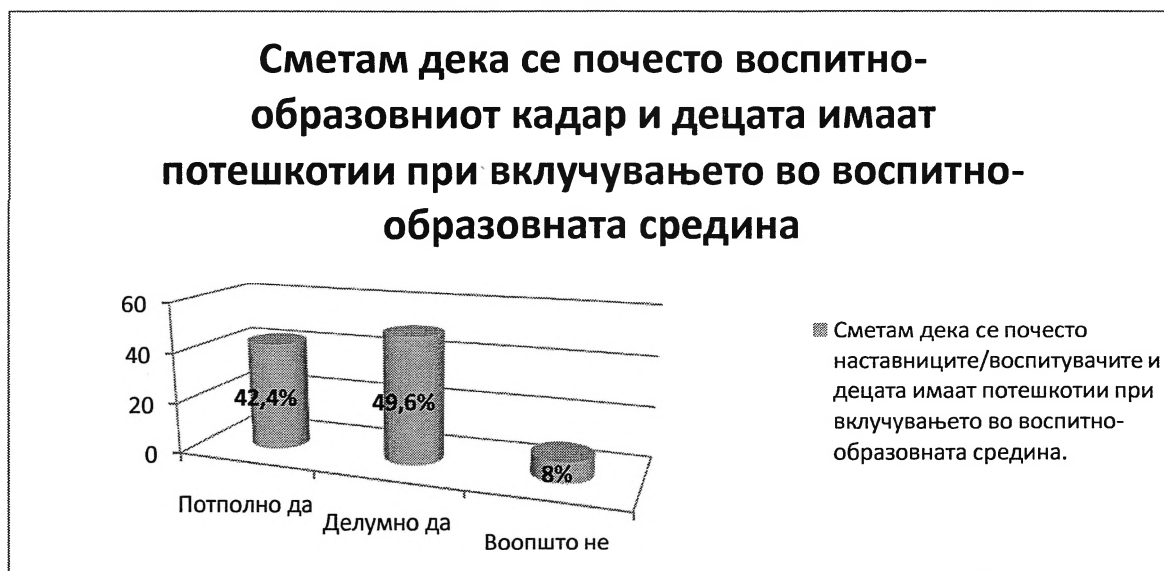 Сметам дека се почесто воспитно-
образовниот кадар и децата имаат
потешкотии при вклучувањето во воспитно-
образовната средина
60
40
20
0
42,4%
49,6%
8%
Потполно да
Делумно да
Воопшто не
Сметам дека се почесто
наставниците/воспитувачите и
децата имаат потешкотии при
вклучувањето во воспитно-
образовната средина.